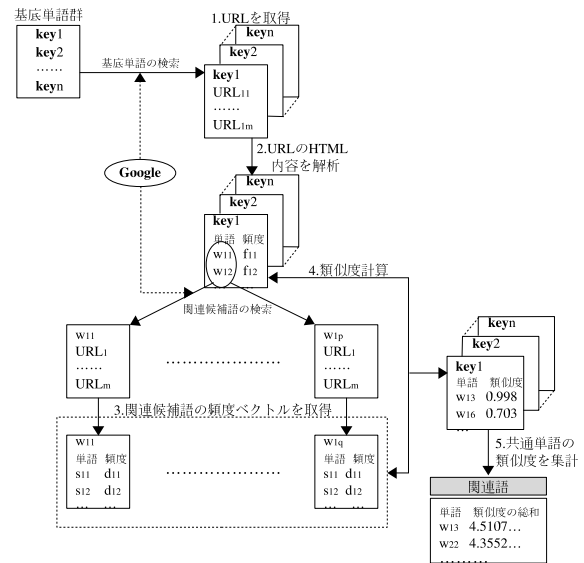 基底単語群
key1
key2
……
keyn
基底単語の検索
1.URLを取得
keyn
key2
key1
URL11
……
URL1m
2.URLのHTML
内容を解析
Google
keyn
key2
key1
単語 頻度
w11 f11
w12 f12
4.類似度計算
関連候補語の検索
w11
URL1
……
URLm
…………………
w1p
URL1
……
URLm
3.関連候補語の頻度ベクトルを取得
w11
単語 頻度
s11 d11
s12 d12
… …
…………………
w1q
単語 頻度
s11 d11
s12 d12
… …
keyn
key2
key1
単語 類似度
w13 0.998
w16 0.703
…
5.共通単語の
類似度を集計
関連語
単語 類似度の総和
w13 4.5107…
w22 4.3552…
………